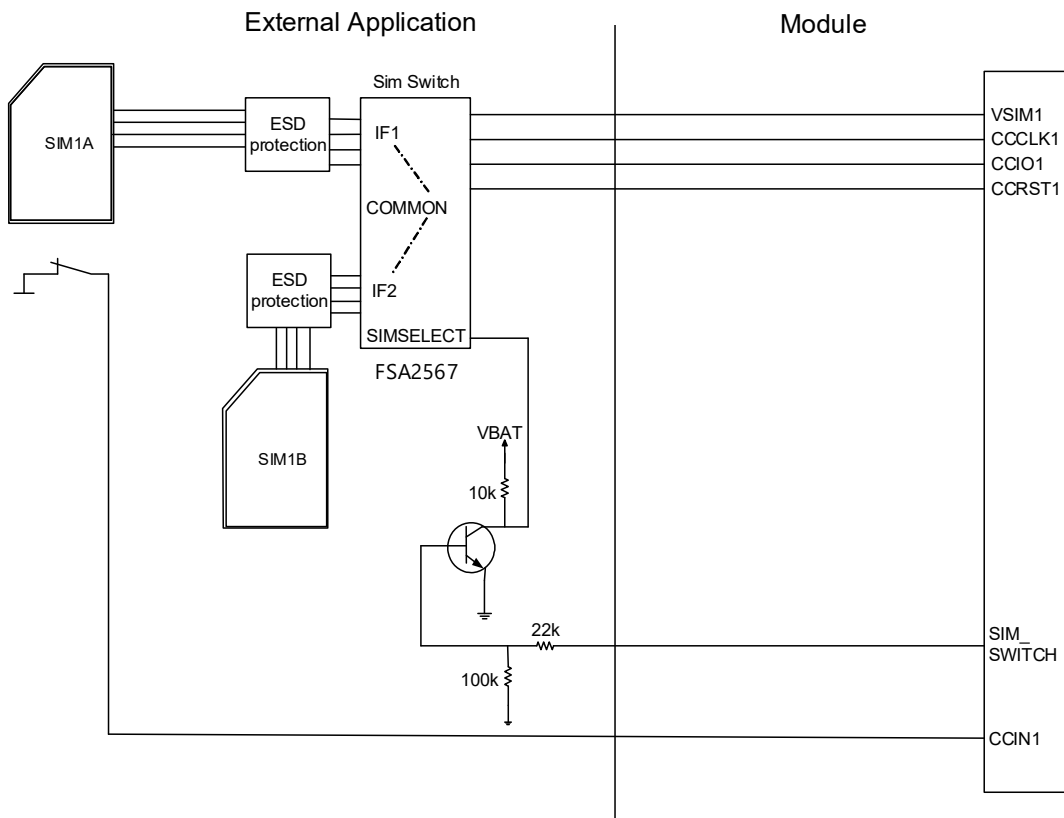 External Application
Module
Sim Switch
SIM1A
ESD
protection
IF1
COMMON
IF2
SIMSELECT
FSA2567
ESD
protection
SIM1B
VBAT
10k
22k
100k
VSIM1
CCCLK1
CCIO1
CCRST1
SIM_
SWITCH
CCIN1